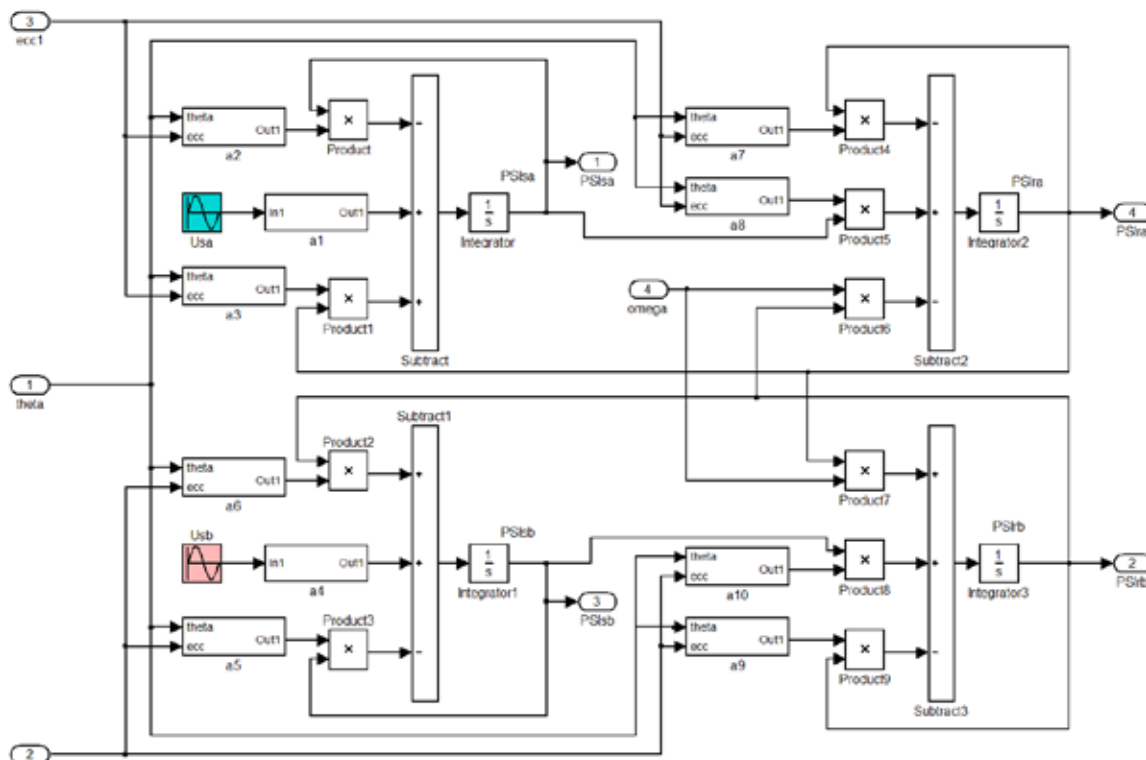 3
ecc1
theta
ecc
Out1
a2
×
Product
−
PSIsa
1
PSIsa
Usa
In1
Out1
a1
+
1
s
Integrator
theta
ecc
Out1
a3
×
Product1
+
Subtract
theta
ecc
Out1
a7
×
Product4
−
theta
ecc
Out1
a8
×
Product5
+
PSIra
1
s
Integrator2
4
PSIra
4
omega
×
Product6
−
Subtract2
1
theta
Subtract1
theta
ecc
Out1
a6
Product2
×
+
Usb
In1
Out1
a4
+
PSIsb
1
s
Integrator1
3
PSIsb
theta
ecc
Out1
a5
Product3
×
−
×
Product7
+
theta
ecc
Out1
a10
×
Product8
+
PSIrb
1
s
Integrator3
2
PSIrb
theta
ecc
Out1
a9
×
Product9
−
Subtract3
2